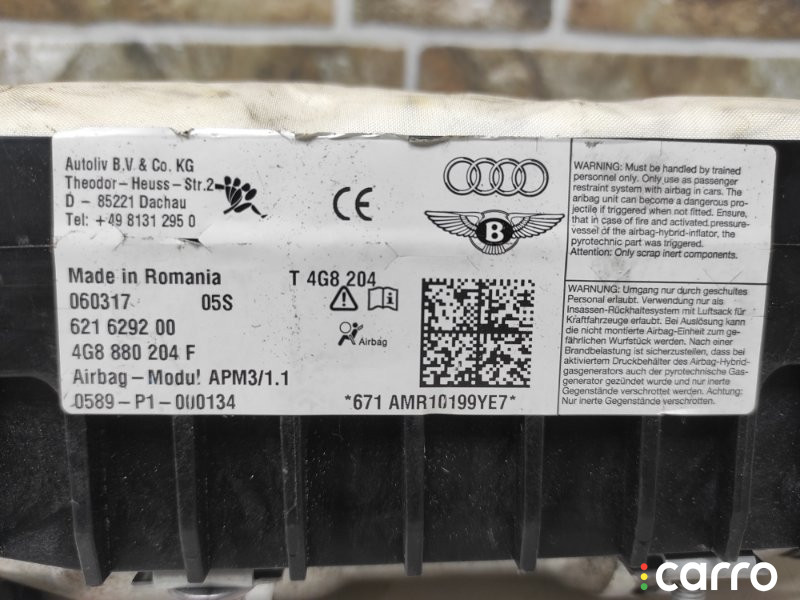 Autoliv B.V. & Co. KG
Theodor-Heuss-Str.2
D - 85221 Dachau
Tel: +49 8131 295 0
CE
B
Made in Romania
T 4G8 204
060317 05S
621 6292 00
4G8 880 204 F
Airbag
Airbag-Modul APM3/1.1
0589-P1-000134
*671 AMR10199YE7*
WARNING: Must be handled by trained
personnel only. Only use as passenger
restraint system with airbag in cars. The
aribag unit can become a dangerous pro-
jectile if triggered when not fitted. Ensure,
that in case of fire and activated pressure-
vessel of the airbag-hybrid-inflator, the
pyrotechnic part was triggered.
Attention: Only scrap inert components.
WARNUNG: Umgang nur durch geschultes
Personal erlaubt. Verwendung nur als
Insassen-Rückhaltesystem mit Luftsack für
Kraftfahrzeuge erlaubt. Bei Auslösung kann
die nicht montierte Airbag-Einheit zum ge-
fährlichen Wurfstück werden. Nach einer
Brandbelastung ist sicherzustellen, dass bei
aktiviertem Druckbehälter des Airbag-Hybrid-
gasgenerators auch der pyrotechnische Gas-
generator gezündet wurde und nur inerte
Gegenstände verschrottet werden. Achtung:
Nur inerte Gegenstände verschrotten.
carro